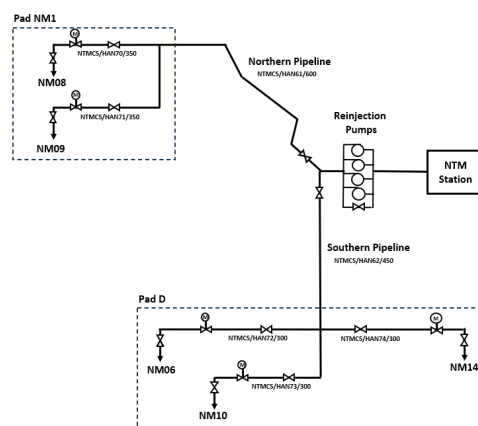 Pad NM1
M
NTMCS/HAN70/350
NM08
M
NTMCS/HAN71/350
NM09
Northern Pipeline
NTMCS/HAN61/600
Reinjection
Pumps
NTM
Station
Southern Pipeline
NTMCS/HAN62/450
Pad D
M
M
NTMCS/HAN72/300
NTMCS/HAN74/300
NM06
NM14
M
NTMCS/HAN73/300
NM10